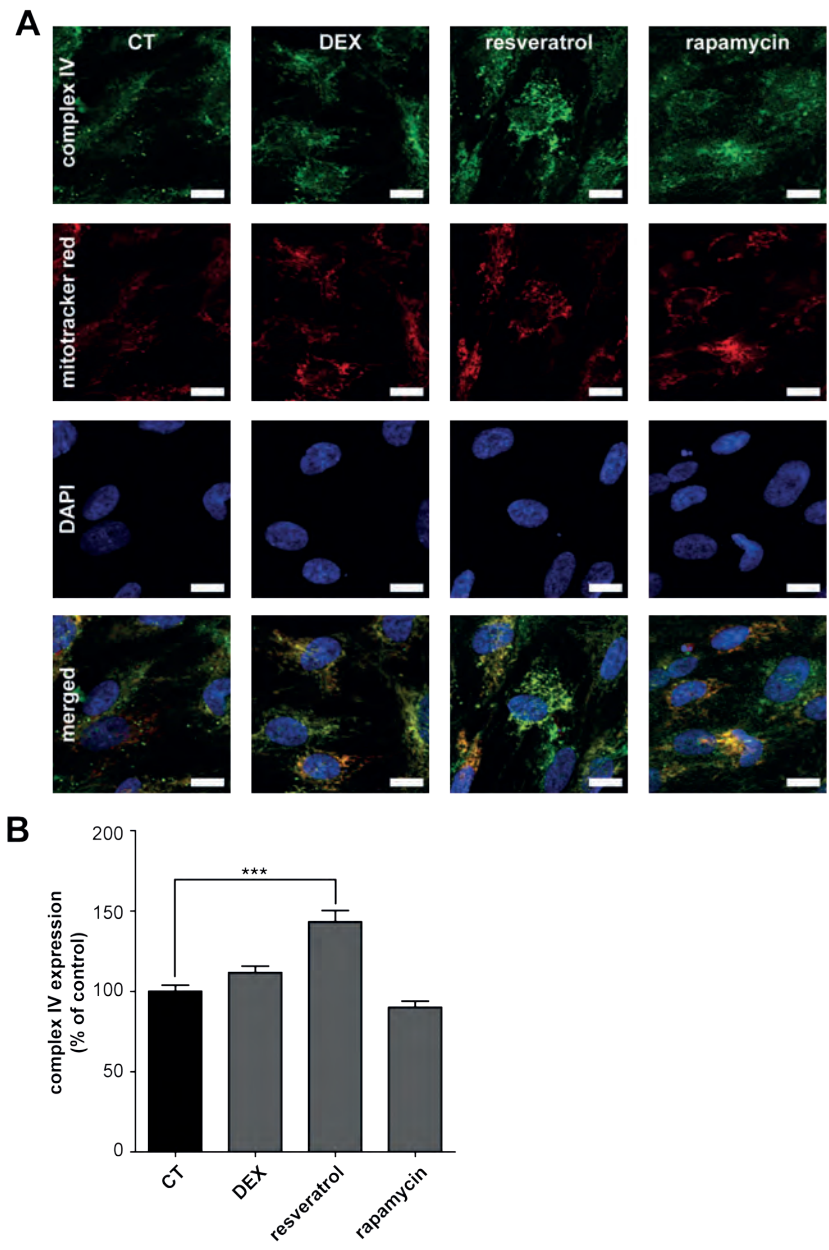 A
CT DEX resveratrol rapamycin
complex IV
mitotracker red
DAPI
merged
B
complex IV expression
(% of control)
200
150
100
50
0
***
CT
DEX
resveratrol
rapamycin